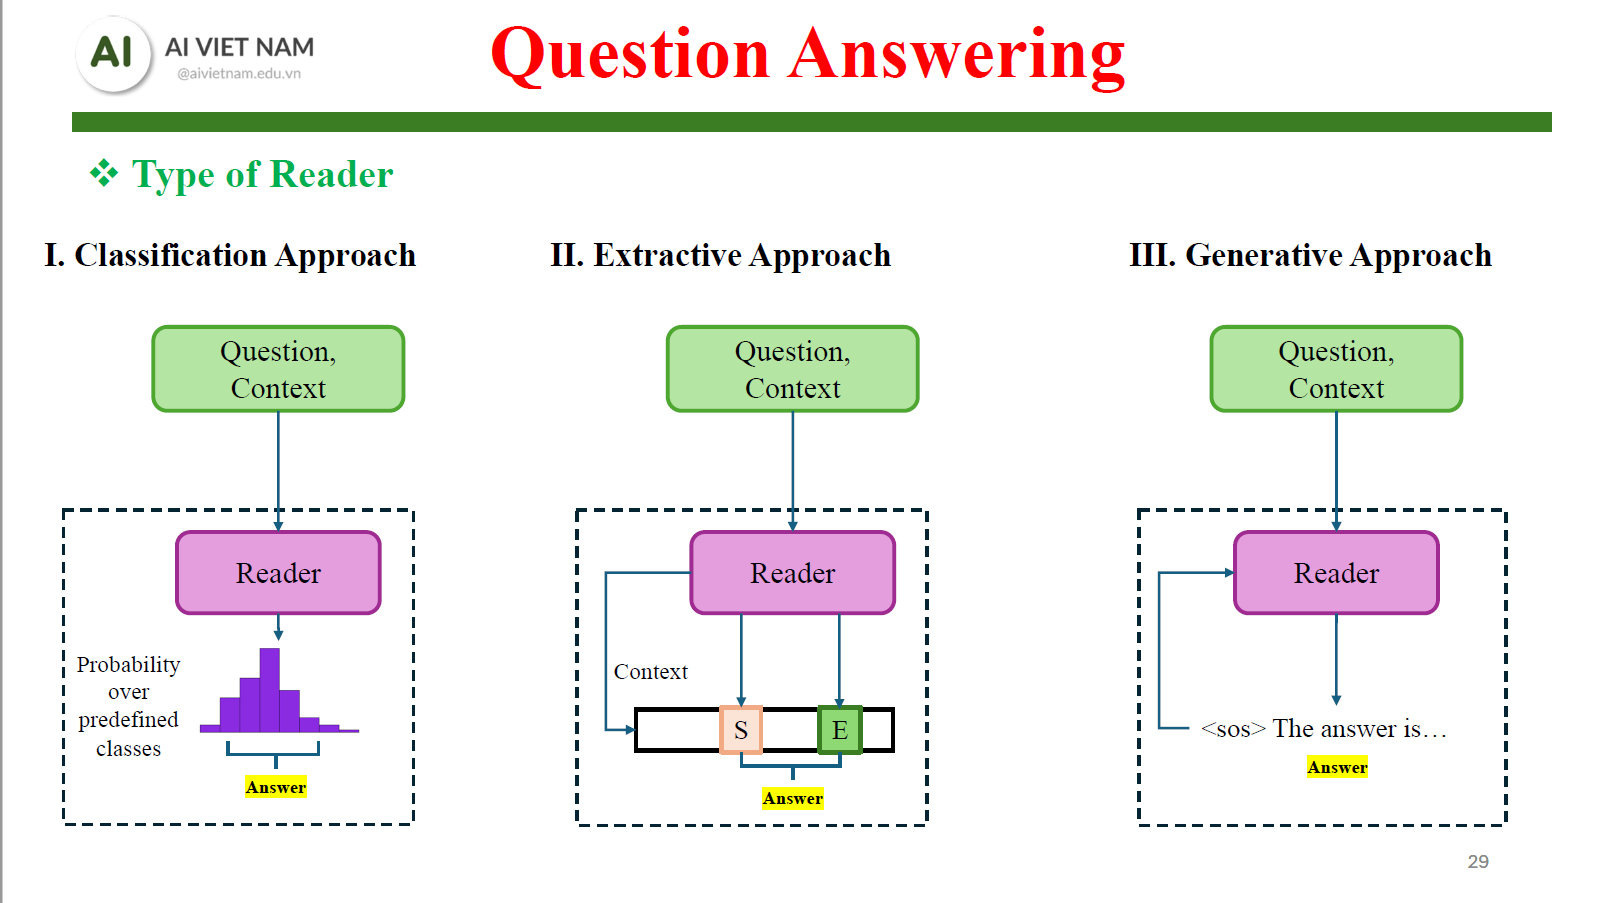 AI
AI VIET NAM
@aivietnam.edu.vn
Question Answering
Type of Reader
I. Classification Approach
Question,
Context
Reader
Probability
over
predefined
classes
Answer
II. Extractive Approach
Question,
Context
Reader
Context
S
E
Answer
III. Generative Approach
Question,
Context
Reader
<sos> The answer is…
Answer
29